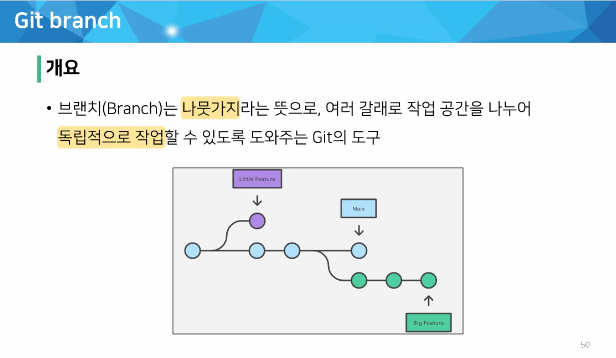 Git branch
개요
• 브랜치(Branch)는 나뭇가지라는 뜻으로, 여러 갈래로 작업 공간을 나누어
독립적으로 작업할 수 있도록 도와주는 Git의 도구
Little Feature
Main
Big Feature
50